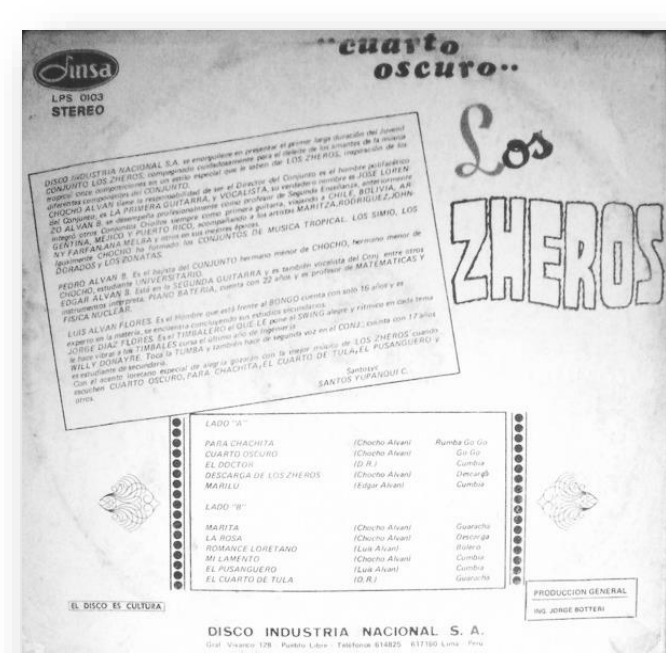 "cuarto
oscuro"
Dinsa
LPS 0103
STEREO
Los
ZHEROS
DISCO INDUSTRIA NACIONAL S.A. se enorgullece en presentar el primer larga duración del Juvenil
CONJUNTO LOS ZHEROS; compaginado cuidadosamente para el deleite de los amantes de la música
tropical once composiciones en un estilo especial que le saben dar LOS ZHEROS, inspiración de los
diferentes componentes del CONJUNTO.
CHOCHO ALVAN tiene la responsabilidad de ser el Director del Conjunto es el hombre polifacético
del Conjunto, es LA PRIMERA GUITARRA, y VOCALISTA, su verdadero nombre es JOSE LOREN-
ZO ALVAN B. se desempeña profesionalmente como profesor de Segunda Enseñanza, anteriormente
integró otros Conjuntos Criollos siempre como primera guitarra, viajando a CHILE, BOLIVIA, AR-
GENTINA, MEJICO Y PUERTO RICO, acompañando a los artistas MARITZA RODRIGUEZ, JOHN-
NY FARFAN, LANA MELBA y otros en sus mejores épocas.
Igualmente CHOCHO ha formado los CONJUNTOS DE MUSICA TROPICAL. LOS SIMIO, LOS
DORADOS y LOS ZONATAS.
PEDRO ALVAN B. Es el bajista del CONJUNTO hermano menor de CHOCHO,
CHOCHO, estudiante UNIVERSITARIO.
EDGAR ALVAN B. Está en la SEGUNDA GUITARRA y es también vocalista del Conj. entre otros
instrumentos interpreta: PIANO BATERIA, cuenta con 22 años y es profesor de MATEMATICAS Y
FISICA NUCLEAR.
LUIS ALVAN FLORES. Es el Hombre que está frente al BONGO cuenta con solo 16 años y es
experto en la materia, se encuentra concluyendo sus estudios secundarios.
JORGE DIAZ FLORES. Es el TIMBALERO el QUE LE pone el SWING alegre y rítmico en cada tema
le hace vibrar a los TIMBALES cursa el último año de Ingeniería
WILLY DONAYRE. Toca la TUMBA y también hace de segunda voz en el CONJ; cuenta con 17 años
es estudiante de secundaria.
Con el acento loretano especial de alegría gozarán con la mejor música de LOS ZHEROS cuando
escuchen CUARTO OSCURO, PARA CHACHITA, EL CUARTO DE TULA, EL PUSANGUERO y
otros.
SANTOS YUPANQUI C.
LADO "A"
PARA CHACHITA (Chocho Alvan) Rumba Go Go
CUARTO OSCURO (Chocho Alvan) Go Go
EL DOCTOR (D.R.) Cumbia
DESCARGA DE LOS ZHEROS (Chocho Alvan) Descarga
MARILU (Edgar Alvan) Cumbia
LADO "B"
MARITA (Chocho Alvan) Guaracha
LA ROSA (Chocho Alvan) Descarga
ROMANCE LORETANO (Luis Alvan) Bolero
MI LAMENTO (Chocho Alvan) Cumbia
EL PUSANGUERO (Luis Alvan) Cumbia
EL CUARTO DE TULA (D.R.) Guaracha
EL DISCO ES CULTURA
PRODUCCION GENERAL
ING. JORGE BOTTERI
DISCO INDUSTRIA NACIONAL S. A.
Gral. Vivanco 128 Pueblo Libre - Teléfonos 614825 617160 Lima - Perú